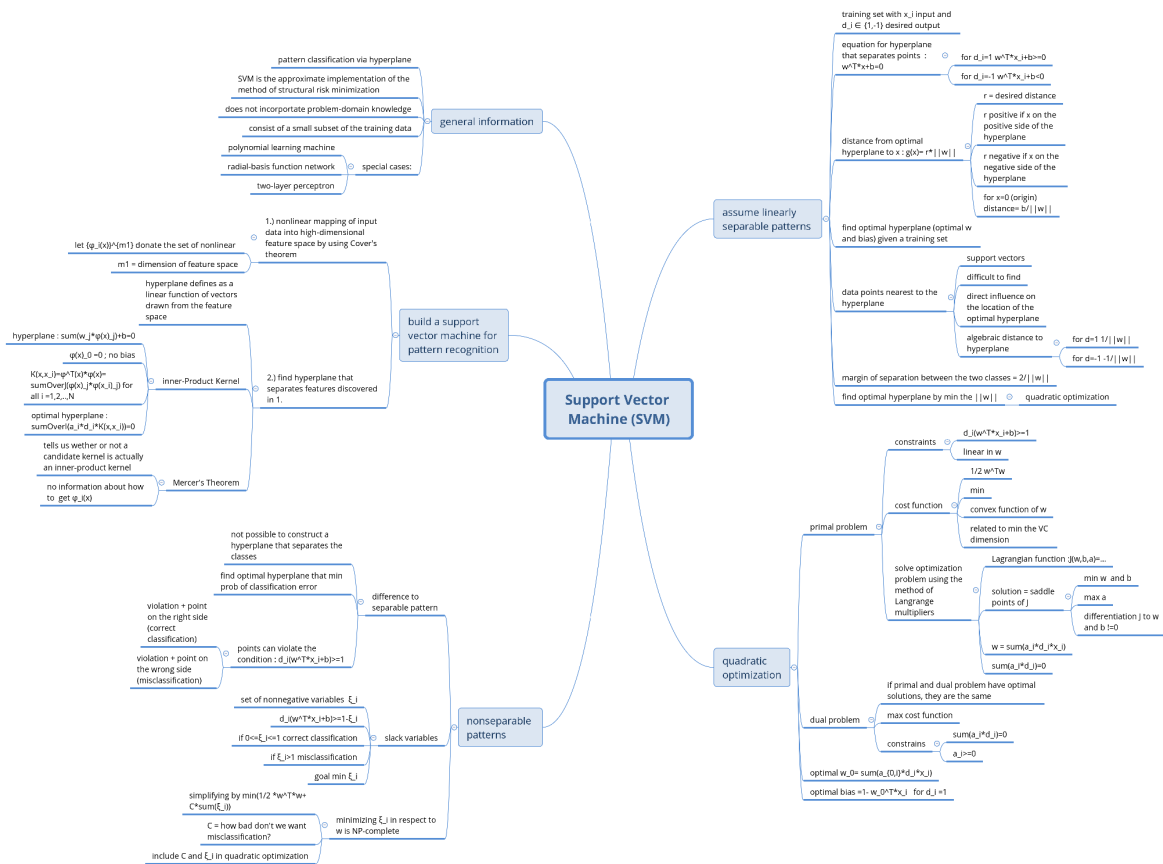 Support Vector
Machine (SVM)
general information
pattern classification via hyperplane
SVM is the approximate implementation of the
method of structural risk minimization
does not incorportate problem-domain knowledge
consist of a small subset of the training data
special cases:
polynomial learning machine
radial-basis function network
two-layer perceptron
build a support
vector machine for
pattern recognition
1.) nonlinear mapping of input
data into high-dimensional
feature space by using Cover's
theorem
let {φ_i(x)}^{m1} donate the set of nonlinear
m1 = dimension of feature space
2.) find hyperplane that
separates features discovered
in 1.
hyperplane defines as a
linear function of vectors
drawn from the feature
space
inner-Product Kernel
hyperplane : sum(w_j*φ(x)_j)+b=0
φ(x)_0 =0 ; no bias
K(x,x_i)=φ^T(x)*φ(x)=
sumOverJ(φ(x)_j*φ(x_i)_j) for
all i =1,2,..,N
optimal hyperplane :
sumOverI(a_i*d_i*K(x,x_i))=0
Mercer's Theorem
tells us wether or not a
candidate kernel is actually
an inner-product kernel
no information about how
to get φ_i(x)
nonseparable
patterns
difference to
separable pattern
not possible to construct a
hyperplane that separates the
classes
find optimal hyperplane that min
prob of classification error
points can violate the
condition : d_i(w^T*x_i+b)>=1
violation + point
on the right side
(correct
classification)
violation + point on
the wrong side
(misclassification)
slack variables
set of nonnegative variables ξ_i
d_i(w^T*x_i+b)>=1-ξ_i
if 0<=ξ_i<=1 correct classification
if ξ_i>1 misclassification
goal min ξ_i
minimizing ξ_i in respect to
w is NP-complete
simplifying by min(1/2 *w^T*w+
C*sum(ξ_i))
C = how bad don't we want
misclassification?
include C and ξ_i in quadratic optimization
assume linearly
separable patterns
training set with x_i input and
d_i ∈ {1,-1} desired output
equation for hyperplane
that separates points :
w^T*x+b=0
for d_i=1 w^T*x_i+b>=0
for d_i=-1 w^T*x_i+b<0
distance from optimal
hyperplane to x : g(x)= r*||w||
r = desired distance
r positive if x on the
positive side of the
hyperplane
r negative if x on the
negative side of the
hyperplane
for x=0 (origin)
distance= b/||w||
find optimal hyperplane (optimal w
and bias) given a training set
data points nearest to the
hyperplane
support vectors
difficult to find
direct influence on
the location of the
optimal hyperplane
algebraic distance to
hyperplane
for d=1 1/||w||
for d=-1 -1/||w||
margin of separation between the two classes = 2/||w||
find optimal hyperplane by min the ||w||
quadratic optimization
quadratic
optimization
primal problem
constraints
d_i(w^T*x_i+b)>=1
linear in w
cost function
1/2 w^Tw
min
convex function of w
related to min the VC
dimension
solve optimization
problem using the
method of
Langrange
multipliers
Lagrangian function :J(w,b,a)=...
solution = saddle
points of J
min w and b
max a
differentiation J to w
and b !=0
w = sum(a_i*d_i*x_i)
sum(a_i*d_i)=0
dual problem
if primal and dual problem have optimal
solutions, they are the same
max cost function
constrains
sum(a_i*d_i)=0
a_i>=0
optimal w_0= sum(a_{0,i}*d_i*x_i)
optimal bias =1- w_0^T*x_i for d_i =1